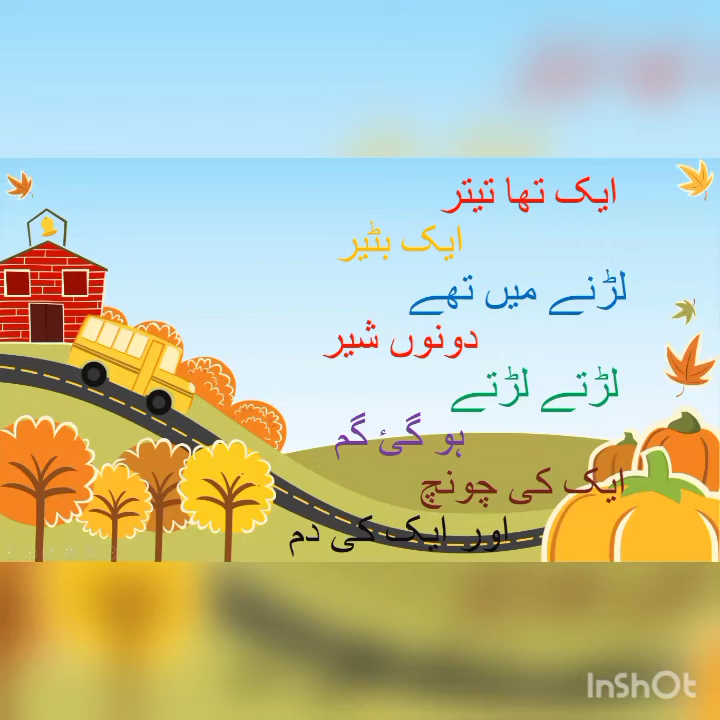 ایک تھا تیتر
ایک بٹیر
لڑنے میں تھے
دونوں شیر
لڑتے لڑتے
ہو گئ گم
ایک کی چونچ
اور ایک کی دم
InShOt